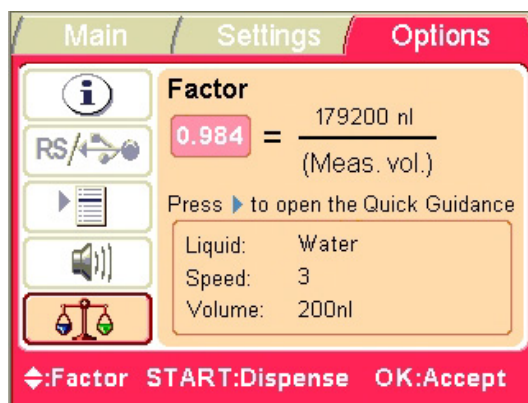 Main Settings Options
i
Factor
0.984 = 179200 nl
(Meas. vol.)
RS/
Press to open the Quick Guidance
Liquid: Water
Speed: 3
Volume: 200nl
:Factor START:Dispense OK:Accept